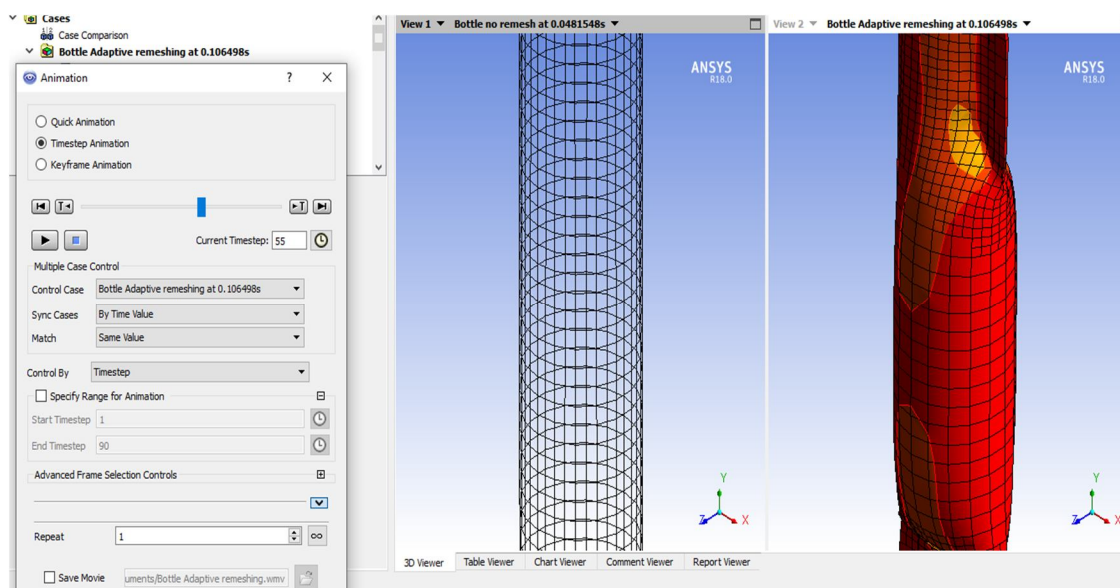 Cases
Case Comparison
Bottle Adaptive remeshing at 0.106498s
Animation
?
Quick Animation
Timestep Animation
Keyframe Animation
Current Timestep: 55
Multiple Case Control
Control Case Bottle Adaptive remeshing at 0.106498s
Sync Cases By Time Value
Match Same Value
Control By Timestep
Specify Range for Animation
Start Timestep 1
End Timestep 90
Advanced Frame Selection Controls
Repeat 1
Save Movie uments/Bottle Adaptive remeshing.wmv
View 1 Bottle no remesh at 0.0481548s
ANSYS
R18.0
Y
Z X
View 2 Bottle Adaptive remeshing at 0.106498s
ANSYS
R18.0
Y
Z X
3D Viewer Table Viewer Chart Viewer Comment Viewer Report Viewer